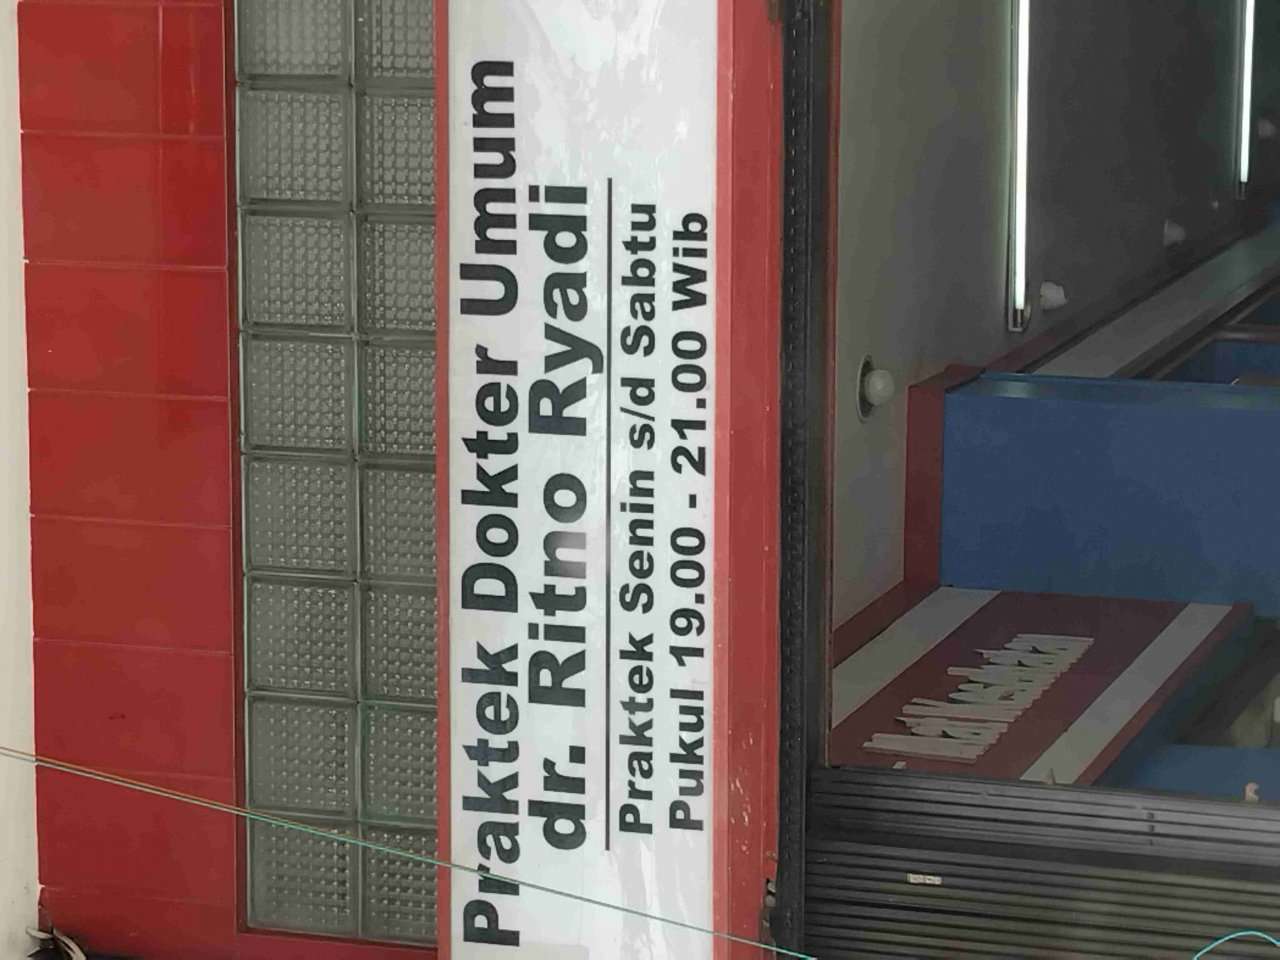 Praktek Dokter Umum
dr. Ritno Ryadi
Praktek Senin s/d Sabtu
Pukul 19.00 - 21.00 Wib